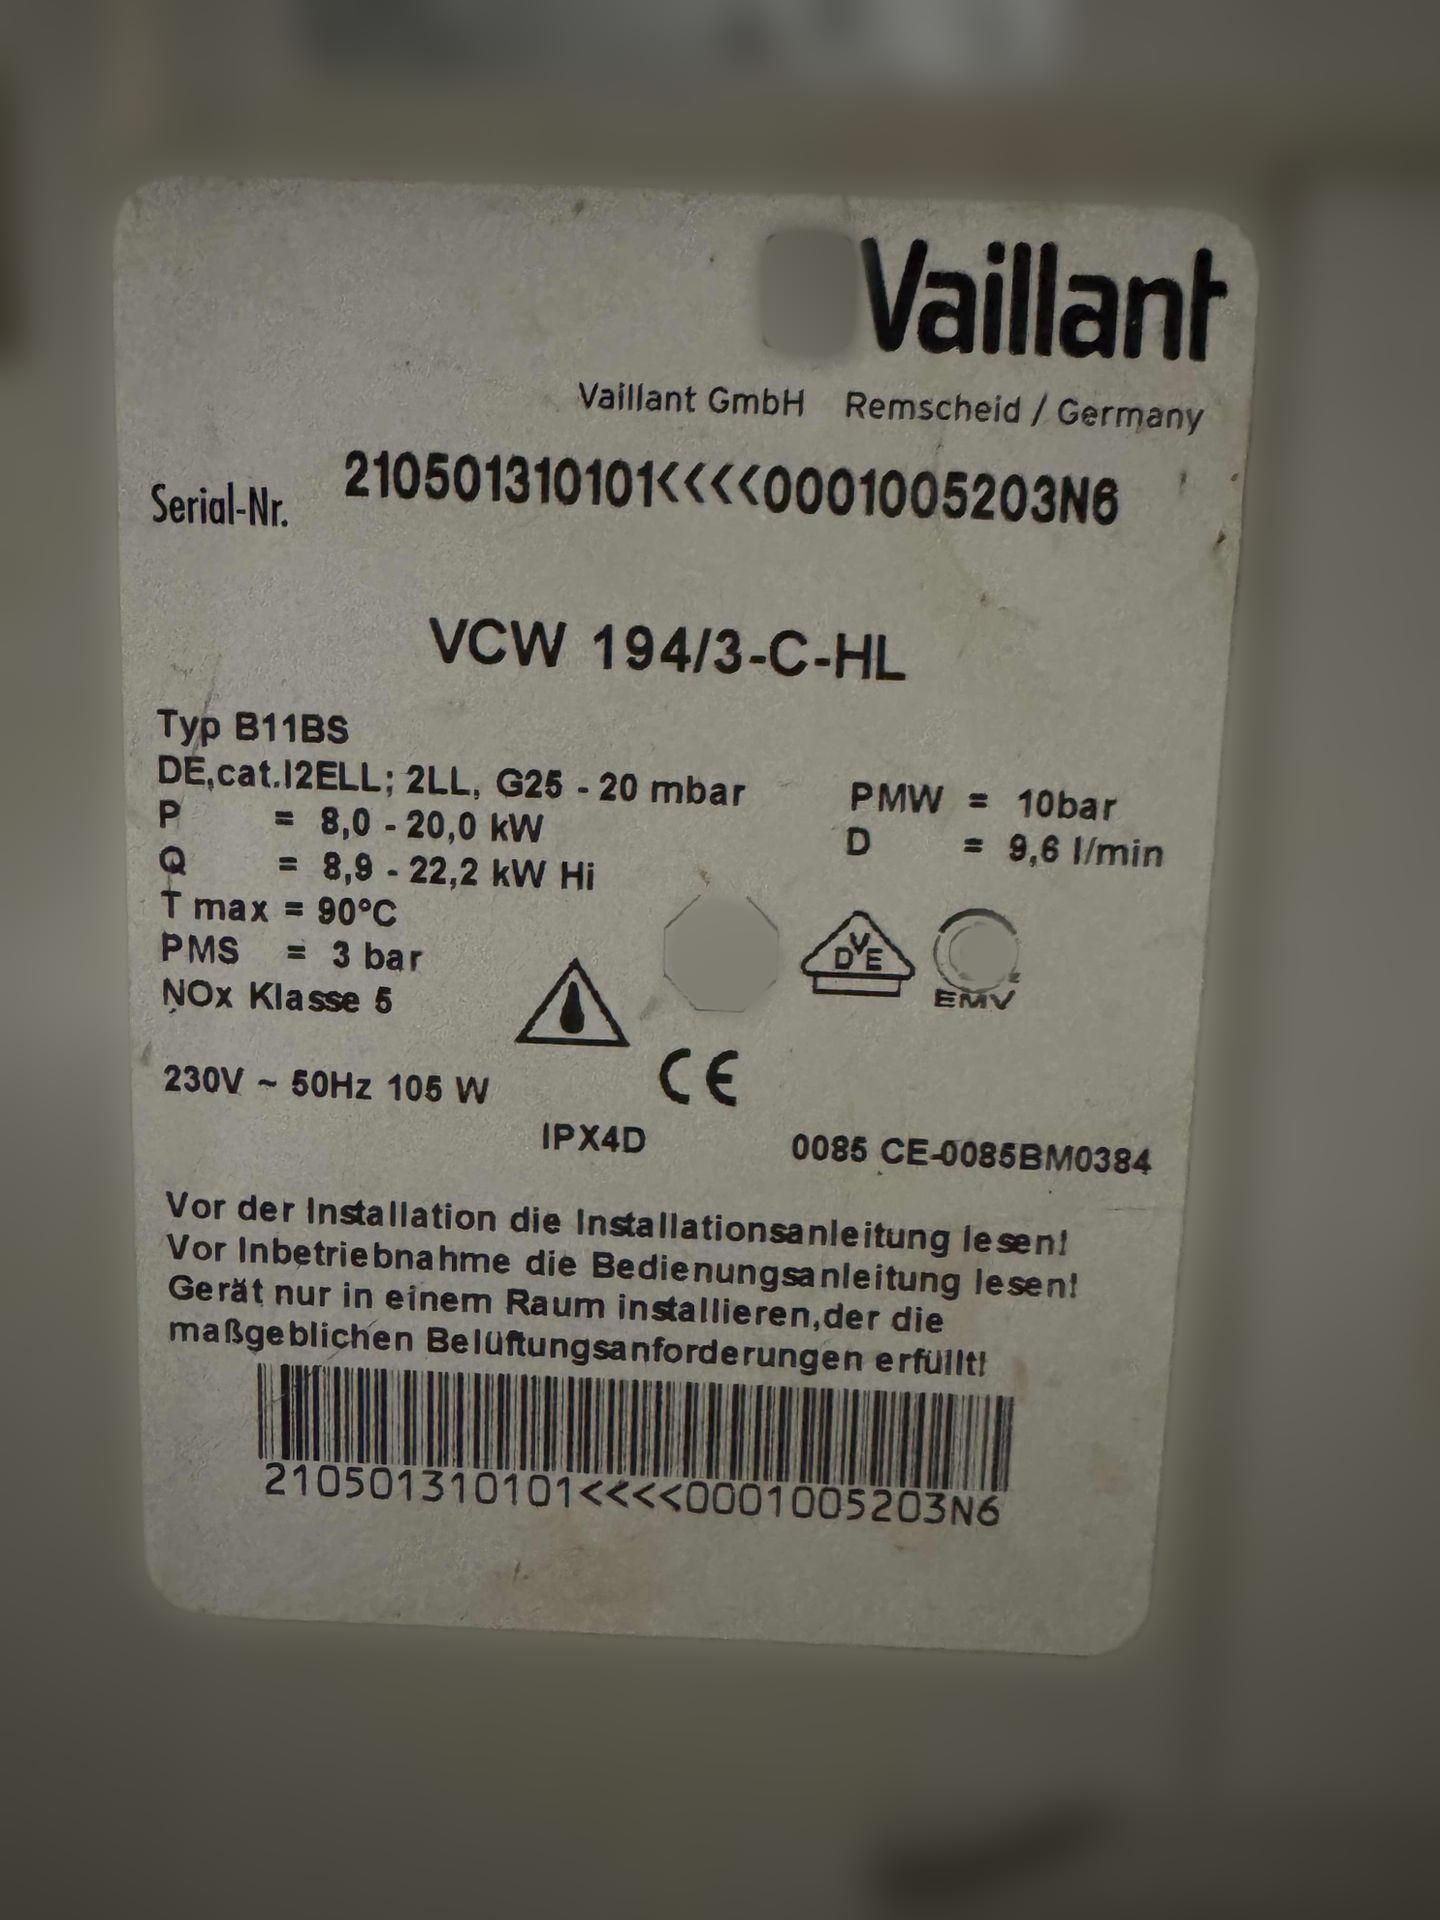 Vaillant
Vaillant GmbH Remscheid / Germany
Serial-Nr. 210501310101<<<<0001005203N6
VCW 194/3-C-HL
Typ B11BS
DE,cat.I2ELL; 2LL, G25 - 20 mbar
P = 8,0 - 20,0 kW
Q = 8,9 - 22,2 kW Hi
T max = 90°C
PMS = 3 bar
NOx Klasse 5
PMW = 10bar
D = 9,6 l/min
DVE
EMV
230V ~ 50Hz 105 W
CE
IPX4D
0085 CE-0085BM0384
Vor der Installation die Installationsanleitung lesen!
Vor Inbetriebnahme die Bedienungsanleitung lesen!
Gerät nur in einem Raum installieren,der die
maßgeblichen Belüftungsanforderungen erfüllt!
210501310101<<<<0001005203N6